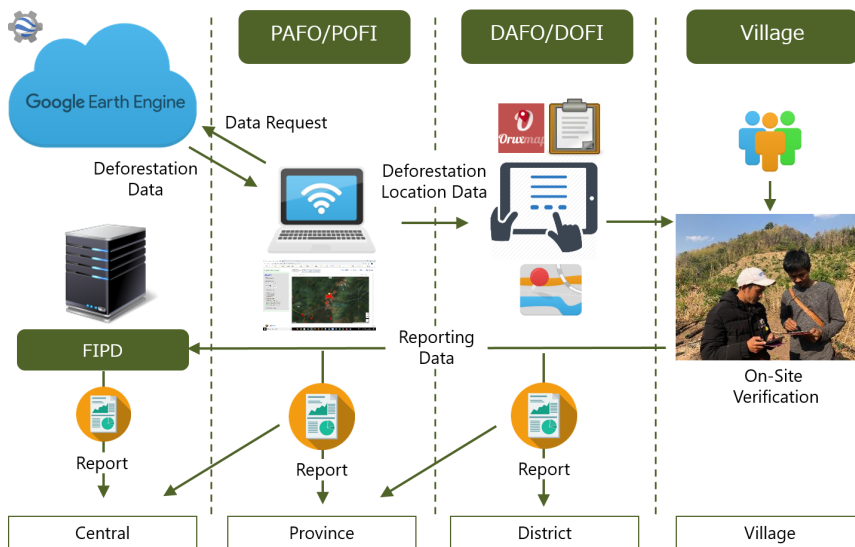 PAFO/POFI
DAFO/DOFI
Village
Google Earth Engine
Data Request
Deforestation
Data
Deforestation
Location Data
Oruxmap
FIPD
Reporting
Data
On-Site
Verification
Report
Report
Report
Central
Province
District
Village